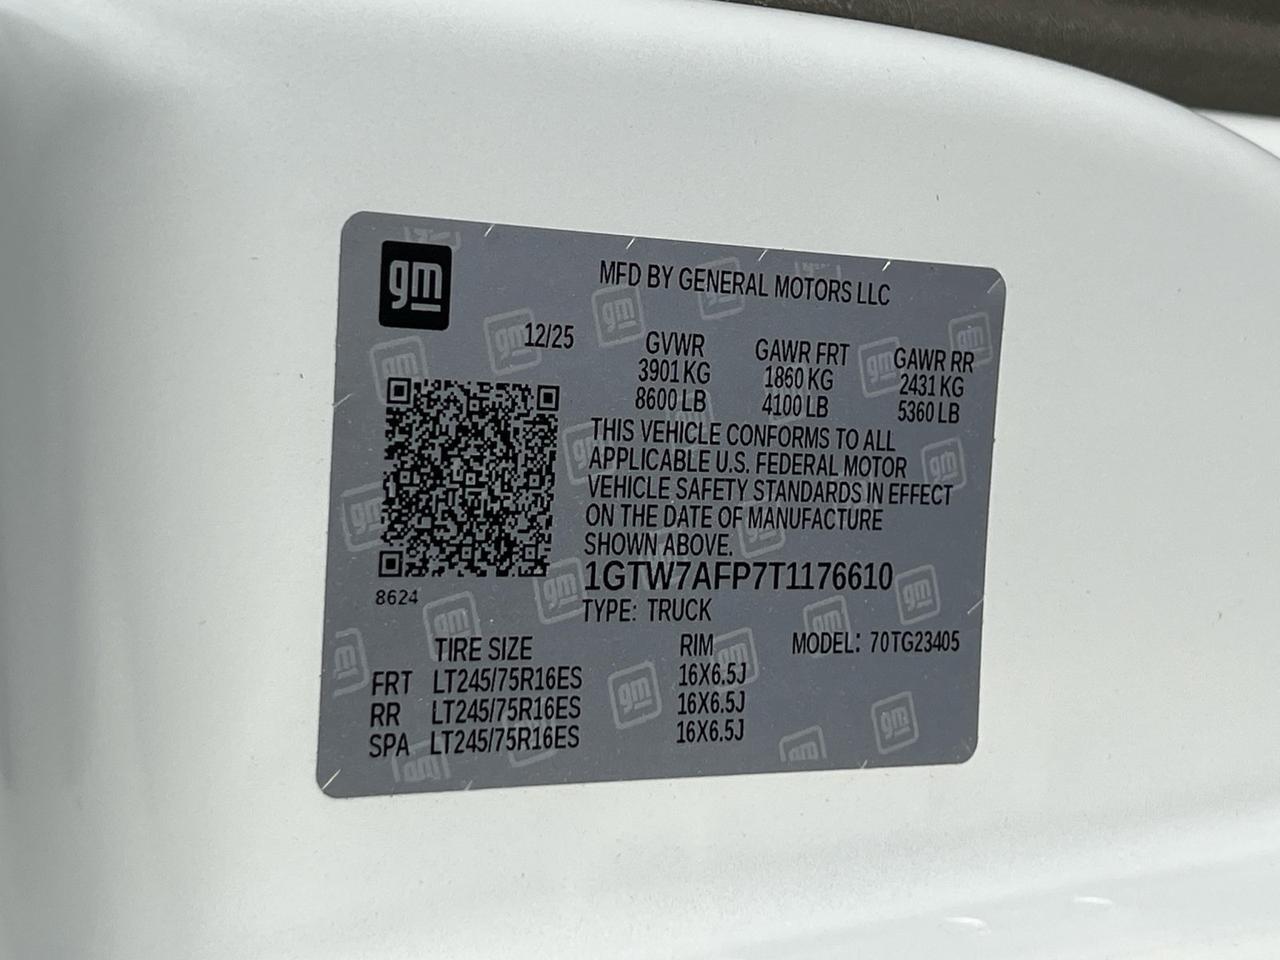 gm
MFD BY GENERAL MOTORS LLC
12/25
GVWR GAWR FRT GAWR RR
3901 KG 1860 KG 2431 KG
8600 LB 4100 LB 5360 LB
THIS VEHICLE CONFORMS TO ALL
APPLICABLE U.S. FEDERAL MOTOR
VEHICLE SAFETY STANDARDS IN EFFECT
ON THE DATE OF MANUFACTURE
SHOWN ABOVE.
1GTW7AFP7T1176610
8624
TYPE: TRUCK
TIRE SIZE RIM MODEL: 70TG23405
FRT LT245/75R16ES 16X6.5J
RR LT245/75R16ES 16X6.5J
SPA LT245/75R16ES 16X6.5J